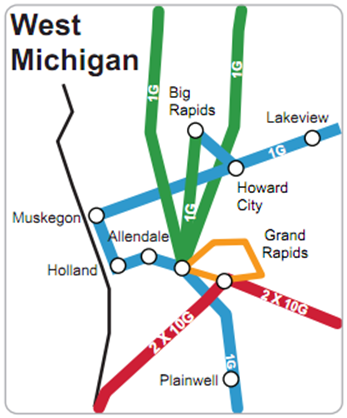 West
Michigan
1G
1G
Big
Rapids
Lakeview
1G
1G
Howard
City
Muskegon
Allendale
Grand
Rapids
Holland
2 X 10G
2 X 10G
1G
Plainwell